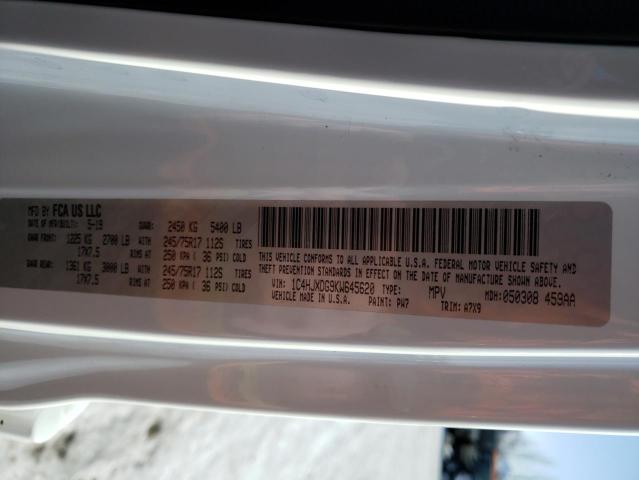 MFD BY FCA US LLC
DATE OF MFR/BUILT: 5-19 GVWR: 2450 KG 5400 LB
GAWR FRONT: 1225 KG 2700 LB WITH 245/75R17 112S TIRES
17X7.5 RIMS AT 250 KPA ( 36 PSI) COLD
GAWR REAR: 1361 KG 3000 LB WITH 245/75R17 112S TIRES
17X7.5 RIMS AT 250 KPA ( 36 PSI) COLD
THIS VEHICLE CONFORMS TO ALL APPLICABLE U.S.A. FEDERAL MOTOR VEHICLE SAFETY AND
THEFT PREVENTION STANDARDS IN EFFECT ON THE DATE OF MANUFACTURE SHOWN ABOVE.
VIN: 1C4HJXDG9KW645620 TYPE: MPV MDH: 050308 459AA
VEHICLE MADE IN U.S.A. PAINT: PW7 TRIM: A7X9